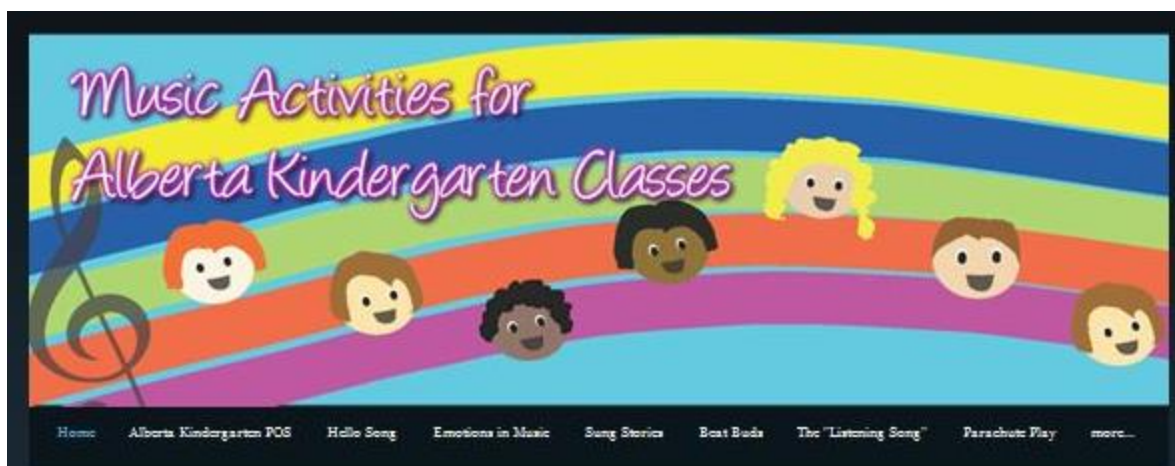 Music Activities for
Alberta Kindergarten Classes
Home Alberta Kindergarten POS Hello Song Emotions in Music Sung Stories Beat Buds The "Listening Song" Parachute Play more...